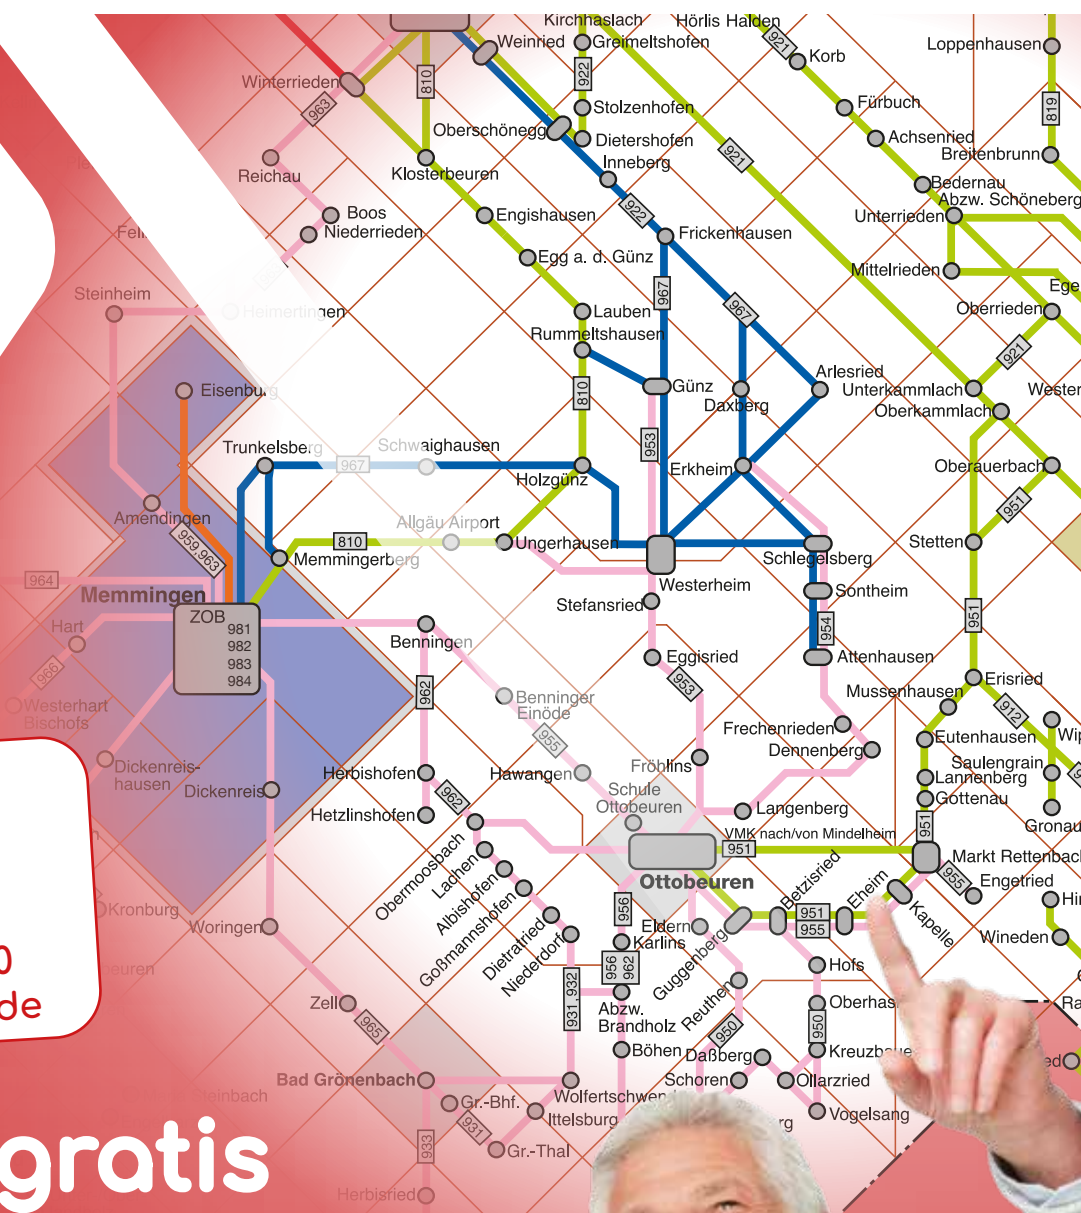 Kirchhaslach
Hörlis Halden
Weinried
Greimeltshofen
921
Korb
Loppenhausen
Winterrieden
810
922
963
Stolzenhofen
Fürbuch
819
Oberschönegg
Dietershofen
Achsenried
Inneberg
921
Breitenbrunn
Reichau
Klosterbeuren
Bedernau
Abzw. Schöneberg
922
Boos
Engishausen
Unterrieden
Niederrieden
Frickenhausen
Egg a. d. Günz
Mittelrieden
967
Steinheim
Heimertingen
Lauben
967
Oberrieden
Rummeltshausen
921
Arlesried
Eisenburg
810
Günz
Daxberg
Unterkammlach
Oberkammlach
953
Trunkelsberg
967
Schwaighausen
Holzgünz
Erkheim
Oberauerbach
951
Amendingen
Allgäu Airport
959,963
810
Ungerhausen
Memmingerberg
Schlegelsberg
Stetten
964
Westerheim
Memmingen
Sontheim
ZOB
981
982
983
984
Stefansried
951
954
Hart
Benningen
966
Eggisried
Attenhausen
Erisried
962
953
Mussenhausen
Westerhart
Bischofs
Benninger
Einöde
912
Frechenrieden
955
Dennenberg
Eutenhausen
Saulengrain
Dickenreis-
hausen
Herbishofen
Hawangen
Fröhlins
Lannenberg
Dickenreis
962
Schule
Ottobeuren
Gottenau
Hetzlinshofen
Langenberg
951
VMK nach/von Mindelheim
951
Obermoosbach
Lachen
Ottobeuren
Markt Rettenbach
955
Engetried
Albishofen
Betzisried
Eheim
Goßmannshofen
956
951
955
Kapelle
Kronburg
Dietratried
Eldern
Woringen
Niederdorf
Karlins
Guggenberg
Wineden
956
962
Hofs
Reuthen
Zell
931,932
Abzw.
Brandholz
950
950
965
Böhen
Daßberg
Bad Grönenbach
Schoren
Ollarzried
Wolfertschwen
Gr.-Bhf.
Ittelsburg
Vogelsang
931
933
Gr.-Thal
Herbisried
de
gratis